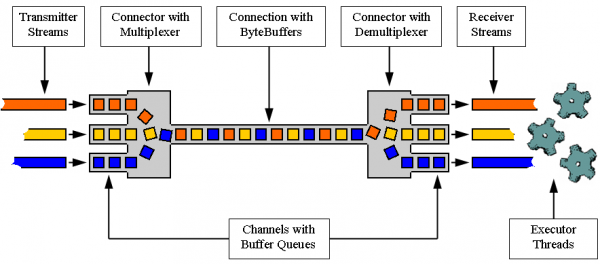 Transmitter
Streams
Connector with
Multiplexer
Connection with
ByteBuffers
Connector with
Demultiplexer
Receiver
Streams
Channels with
Buffer Queues
Executor
Threads